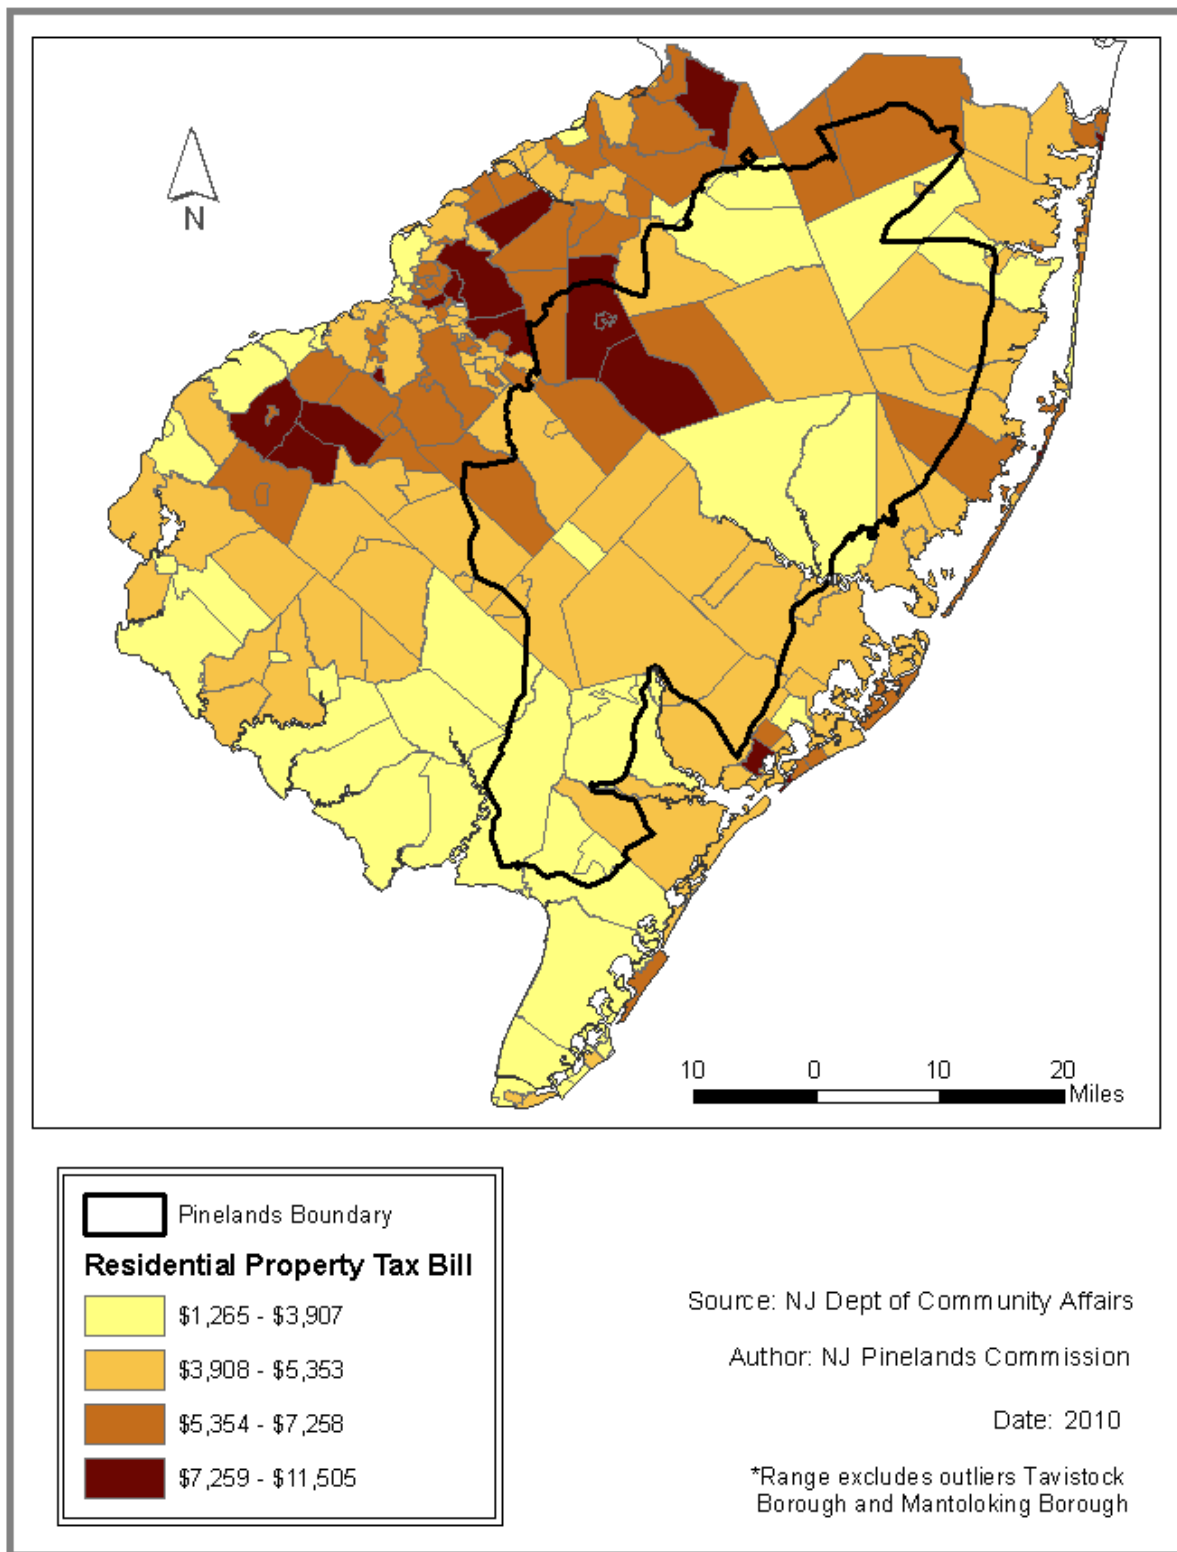 N
10 0 10 20
Miles
Pinelands Boundary
Residential Property Tax Bill
$1,265 - $3,907
$3,908 - $5,353
$5,354 - $7,258
$7,259 - $11,505
Source: NJ Dept of Community Affairs
Author: NJ Pinelands Commission
Date: 2010
*Range excludes outliers Tavistock
Borough and Mantoloking Borough